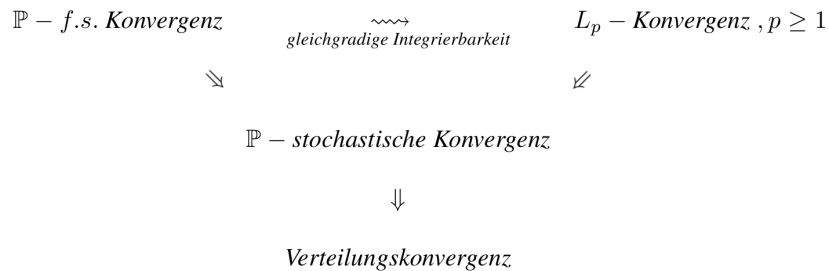 ℙ − f.s. Konvergenz ⇝ L_p − Konvergenz , p ≥ 1
gleichgradige Integrierbarkeit
⇘ ⇙
ℙ − stochastische Konvergenz
⇓
Verteilungskonvergenz